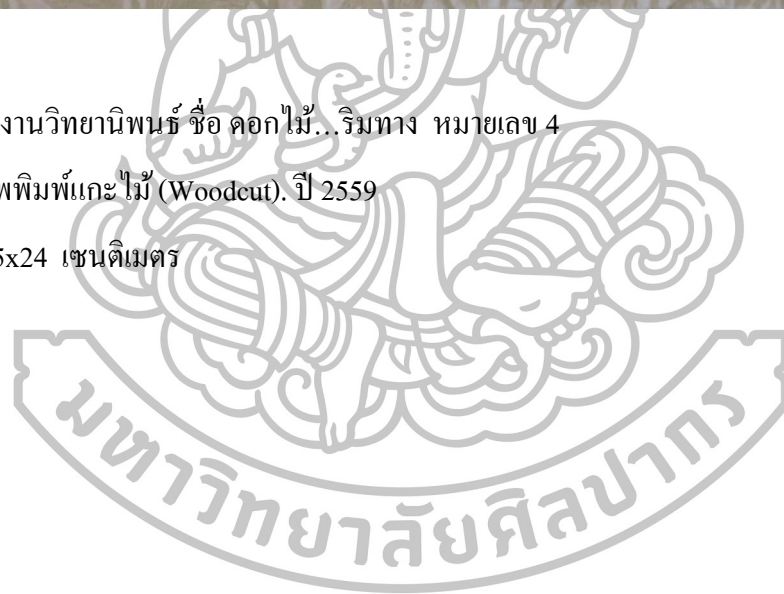 งานวิทยานิพนธ์ ชื่อ ดอกไม้...ริมทาง หมายเลข 4
พพิมพ์แกะไม้ (Woodcut). ปี 2559
5x24 เซนติเมตร
มหาวิทยาลัยศิลปากร